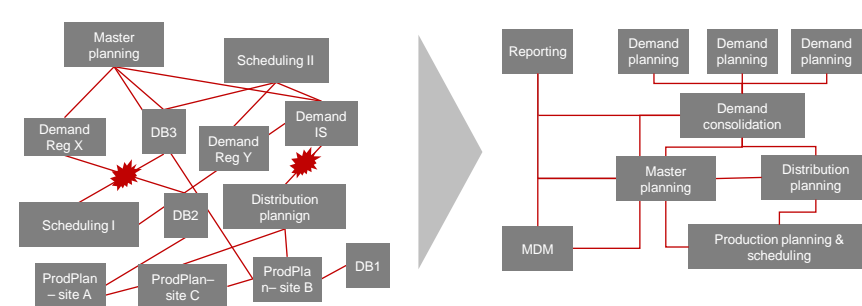 Master
planning
Scheduling II
Demand
Reg X
DB3
Demand
Reg Y
Demand
IS
Scheduling I
DB2
Distribution
plannign
ProdPlan
– site A
ProdPlan–
site C
ProdPla
n– site B
DB1
Reporting
Demand
planning
Demand
planning
Demand
planning
Demand
consolidation
Master
planning
Distribution
planning
MDM
Production planning &
scheduling